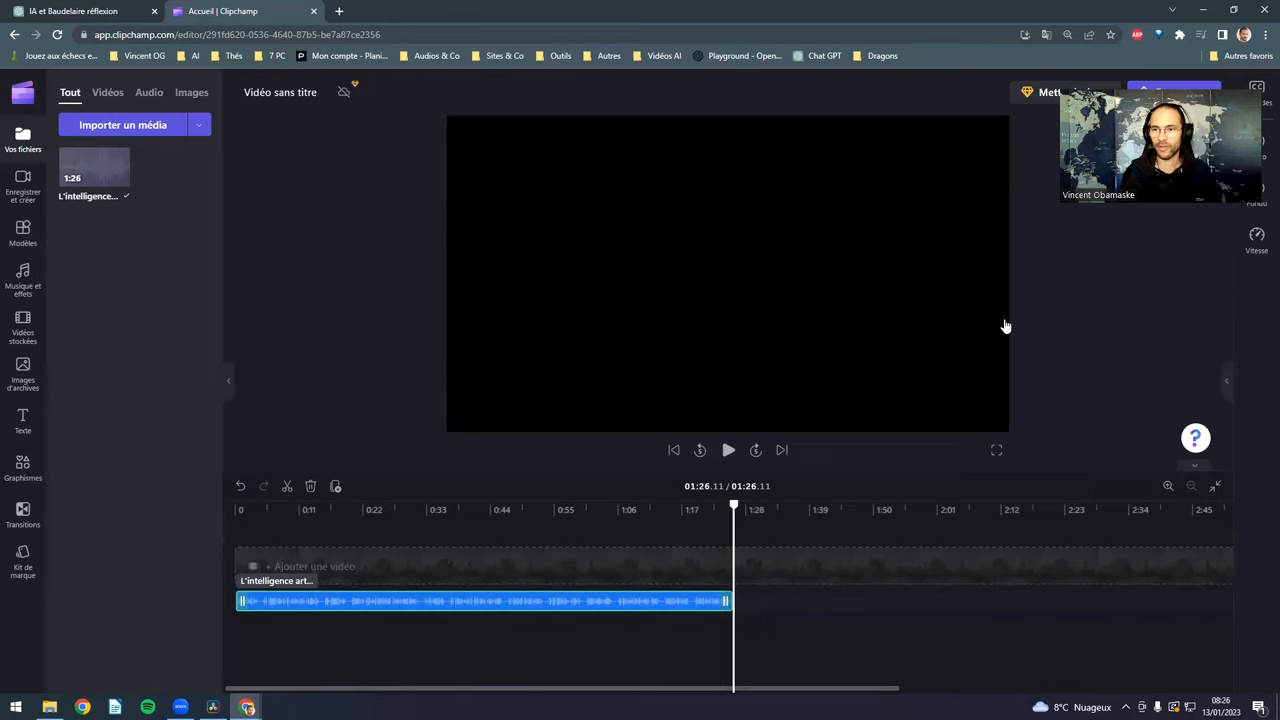 IA et Baudelaire réflexion
Accueil | Clipchamp
app.clipchamp.com/editor/291fd620-0536-4640-87b5-be7a87ce2356
Jouez aux échecs e...
Vincent OG
AI
Thés
7 PC
Mon compte - Plani...
Audios & Co
Sites & Co
Outils
Autres
Vidéos AI
Playground - Open...
Chat GPT
Dragons
Autres favoris
Tout
Vidéos
Audio
Images
Vidéo sans titre
Mett
CC
Importer un média
Vos fichiers
1:26
L'intelligence...
Enregistrer
et créer
Modèles
Musique et
effets
Vidéos
stockées
Images
d'archives
Texte
Graphismes
Transitions
Kit de
marque
Vincent Obamaske
Fondu
Vitesse
?
01:26.11 / 01:26.11
0
0:11
0:22
0:33
0:44
0:55
1:06
1:17
1:28
1:39
1:50
2:01
2:12
2:23
2:34
2:45
+ Ajouter une vidéo
L'intelligence art...
zoom
8°C Nuageux
08:26
13/01/2023
1